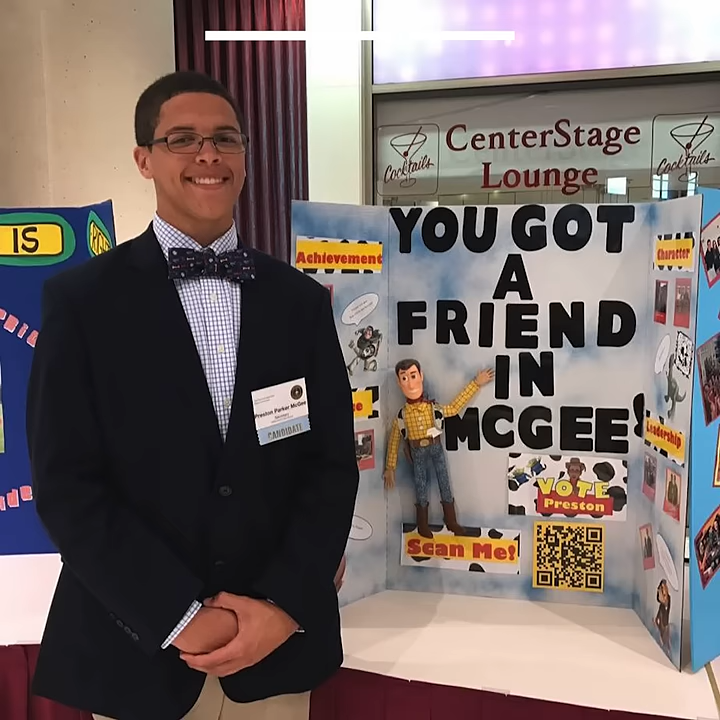 CenterStage
Lounge
Cocktails
Cocktails
IS
YOU GOT
A
FRIEND
IN
MCGEE!
Achievement
Character
Leadership
VOTE
Preston
Scan Me!
Preston Parker McGee
CANDIDATE